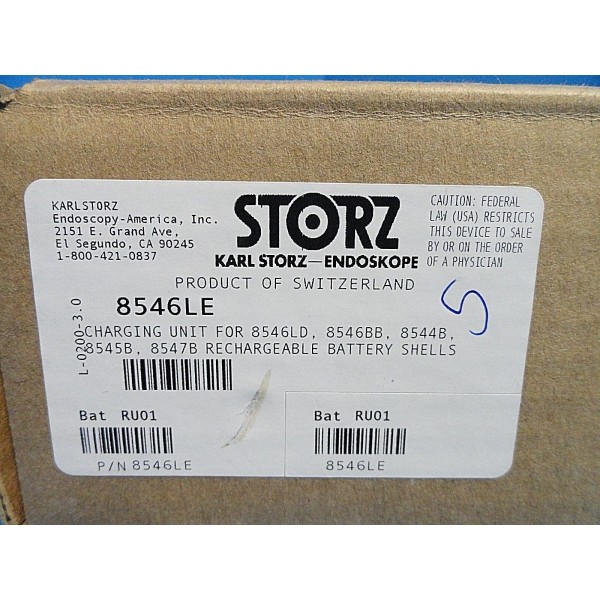 KARL STORZ
Endoscopy-America, Inc.
2151 E. Grand Ave,
El Segundo, CA 90245
1-800-421-0837
STORZ
KARL STORZ—ENDOSKOPE
CAUTION: FEDERAL
LAW (USA) RESTRICTS
THIS DEVICE TO SALE
BY OR ON THE ORDER
OF A PHYSICIAN
PRODUCT OF SWITZERLAND
L-0200-3.0
8546LE
5
CHARGING UNIT FOR 8546LD, 8546BB, 8544B,
8545B, 8547B RECHARGEABLE BATTERY SHELLS
Bat RU01
P/N 8546LE
Bat RU01
8546LE